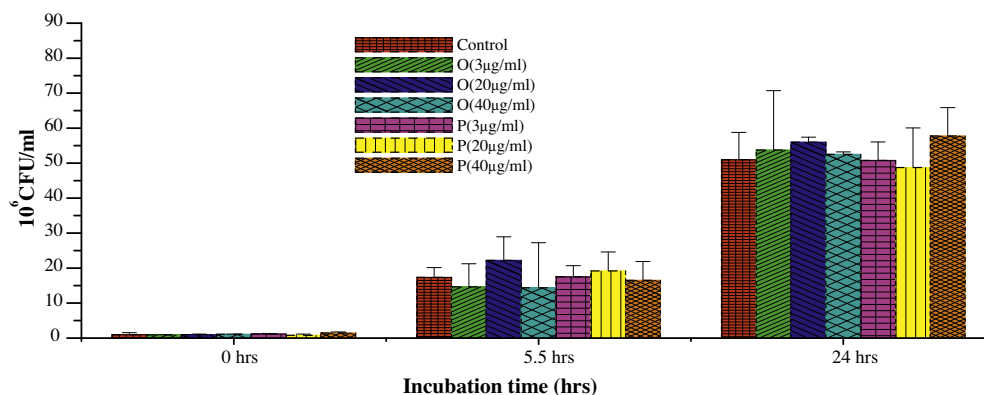 90
80
70
60
50
40
30
20
10
0
10⁶CFU/ml
Control
O(3μg/ml)
O(20μg/ml)
O(40μg/ml)
P(3μg/ml)
P(20μg/ml)
P(40μg/ml)
0 hrs 5.5 hrs 24 hrs
Incubation time (hrs)